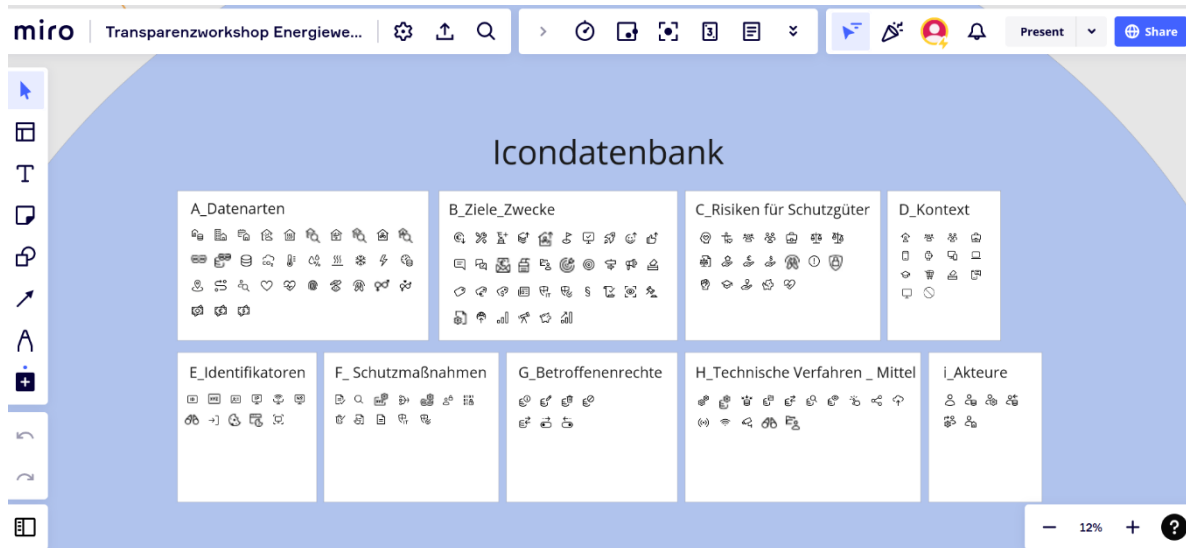 miro
Transparenzworkshop Energiewe...
3
Present
Share
Icondatenbank
A_Datenarten
B_Ziele_Zwecke
C_Risiken für Schutzgüter
D_Kontext
E_Identifikatoren
F_ Schutzmaßnahmen
G_Betroffenenrechte
H_Technische Verfahren _ Mittel
i_Akteure
12%
?